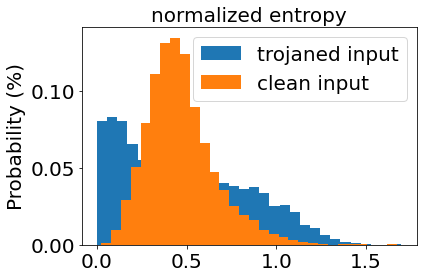 normalized entropy
Probability (%)
0.10
0.05
0.00
trojaned input
clean input
0.0 0.5 1.0 1.5